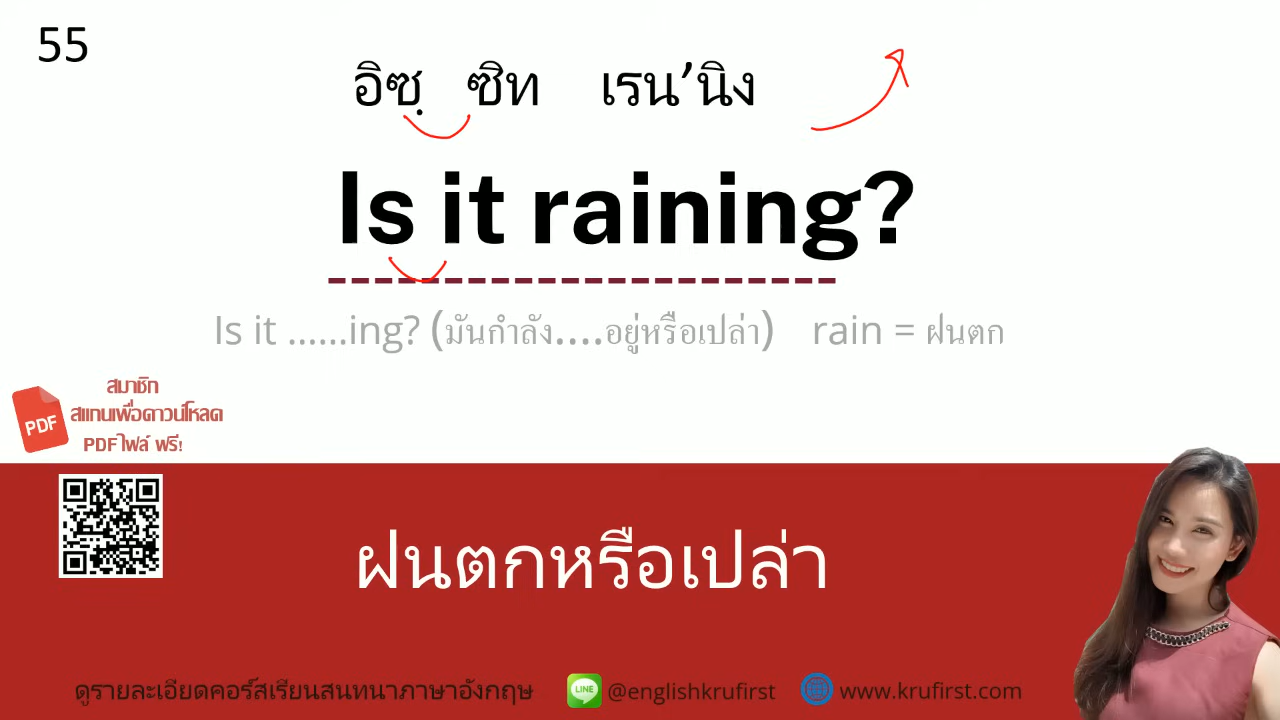 55
อิซฺ ซิท เรน’นิง
Is it raining?
Is it ......ing? (มันกำลัง....อยู่หรือเปล่า) rain = ฝนตก
สมาชิก
สแกนเพื่อดาวน์โหลด
PDF PDFไฟล์ ฟรี!
ฝนตกหรือเปล่า
ดูรายละเอียดคอร์สเรียนสนทนาภาษาอังกฤษ LINE @englishkrufirst www.krufirst.com